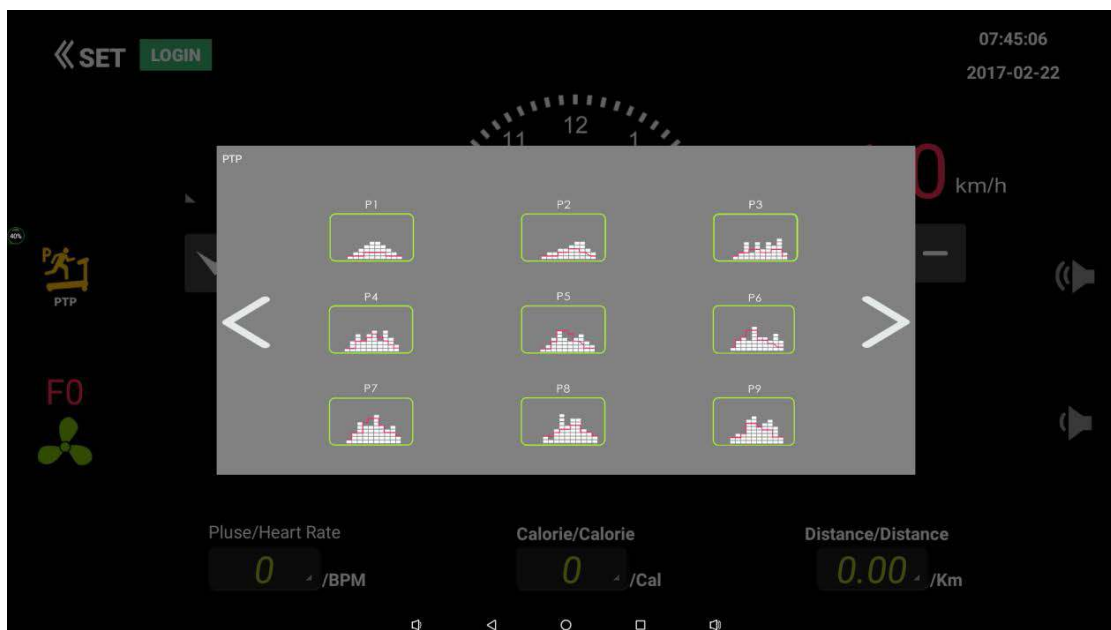 SET LOGIN
07:45:06
2017-02-22
11 12 1
PTP
0 km/h
P1 P2 P3
40%
P
PTP
P4 P5 P6
F0
P7 P8 P9
Pluse/Heart Rate Calorie/Calorie Distance/Distance
0 /BPM 0 /Cal 0.00 /Km